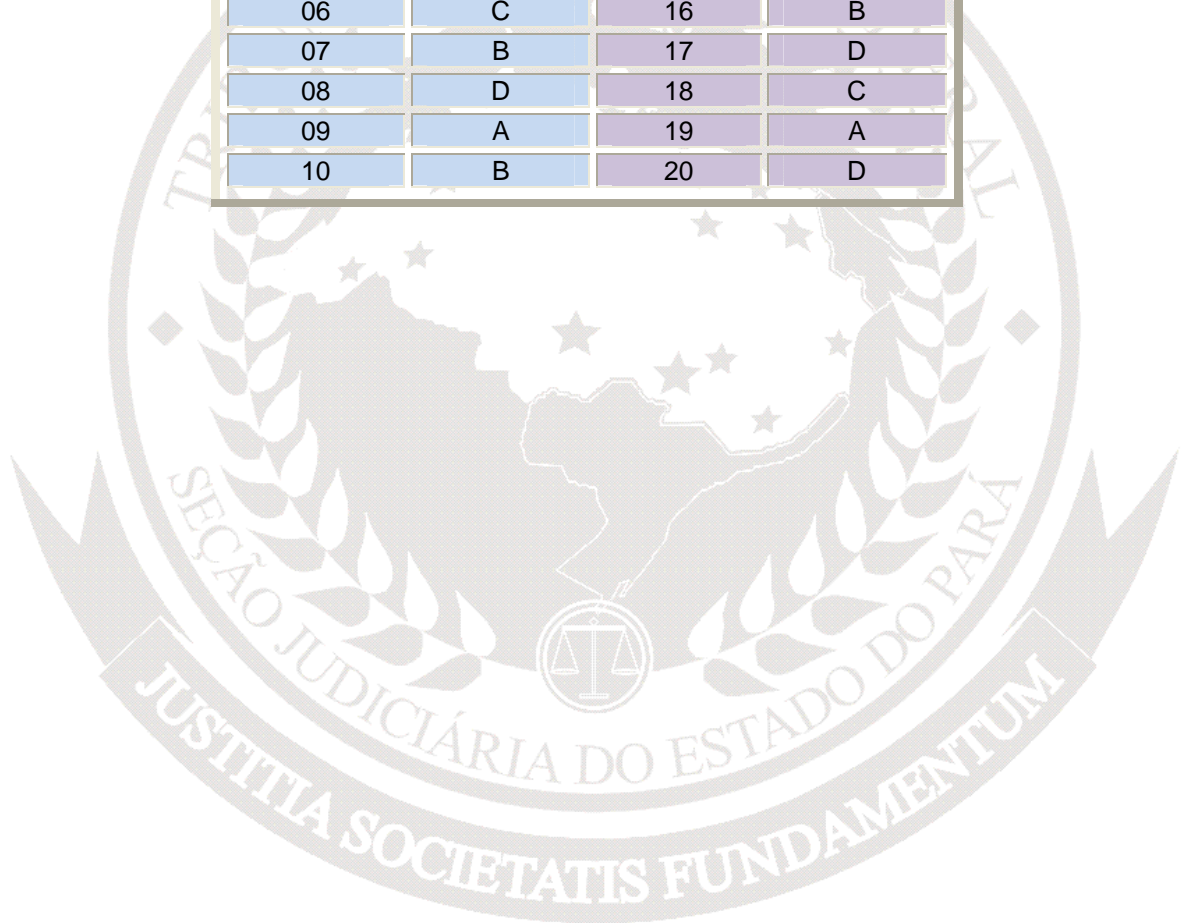 06 C 16 B
07 B 17 D
08 D 18 C
09 A 19 A
10 B 20 D
SEÇÃO JUDICIÁRIA DO ESTADO DO PARÁ
JUSTITIA SOCIETATIS FUNDAMENTUM